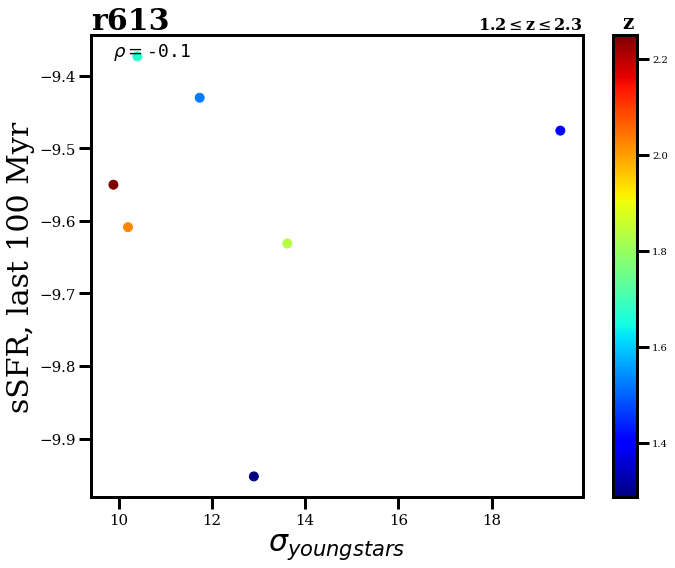 r613
1.2 ≤ z ≤ 2.3
z
ρ = -0.1
−9.4
−9.5
−9.6
−9.7
−9.8
−9.9
sSFR, last 100 Myr
10 12 14 16 18
σyoungstars
2.2
2.0
1.8
1.6
1.4